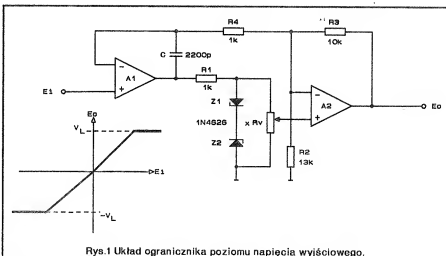 R4
1k
R3
10k
C
2200p
A1
R1
1k
Ei
Z1
1N4626
x Rv
Z2
A2
Eo
R2
13k
Eo
VL
Ei
-VL
Rys.1 Układ ogranicznika poziomu napięcia wyjściowego.